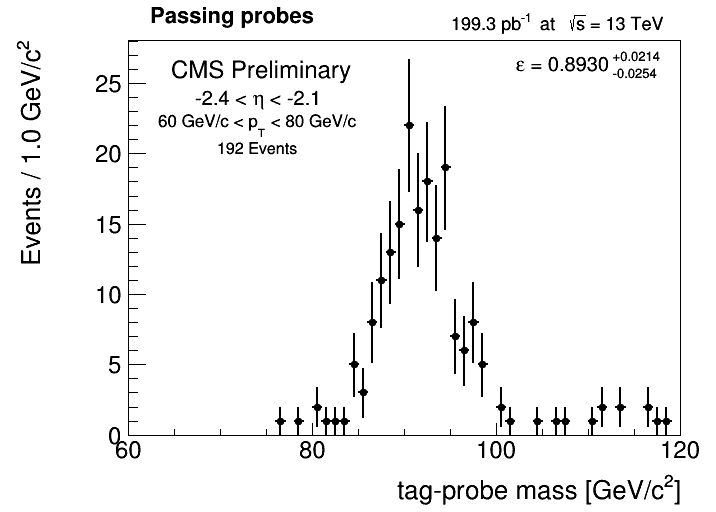 Passing probes
199.3 pb⁻¹ at √s = 13 TeV
CMS Preliminary
-2.4 < η < -2.1
60 GeV/c < p_T < 80 GeV/c
192 Events
ε = 0.8930 +0.0214 -0.0254
Events / 1.0 GeV/c²
25
20
15
10
5
0
60 80 100 120
tag-probe mass [GeV/c²]